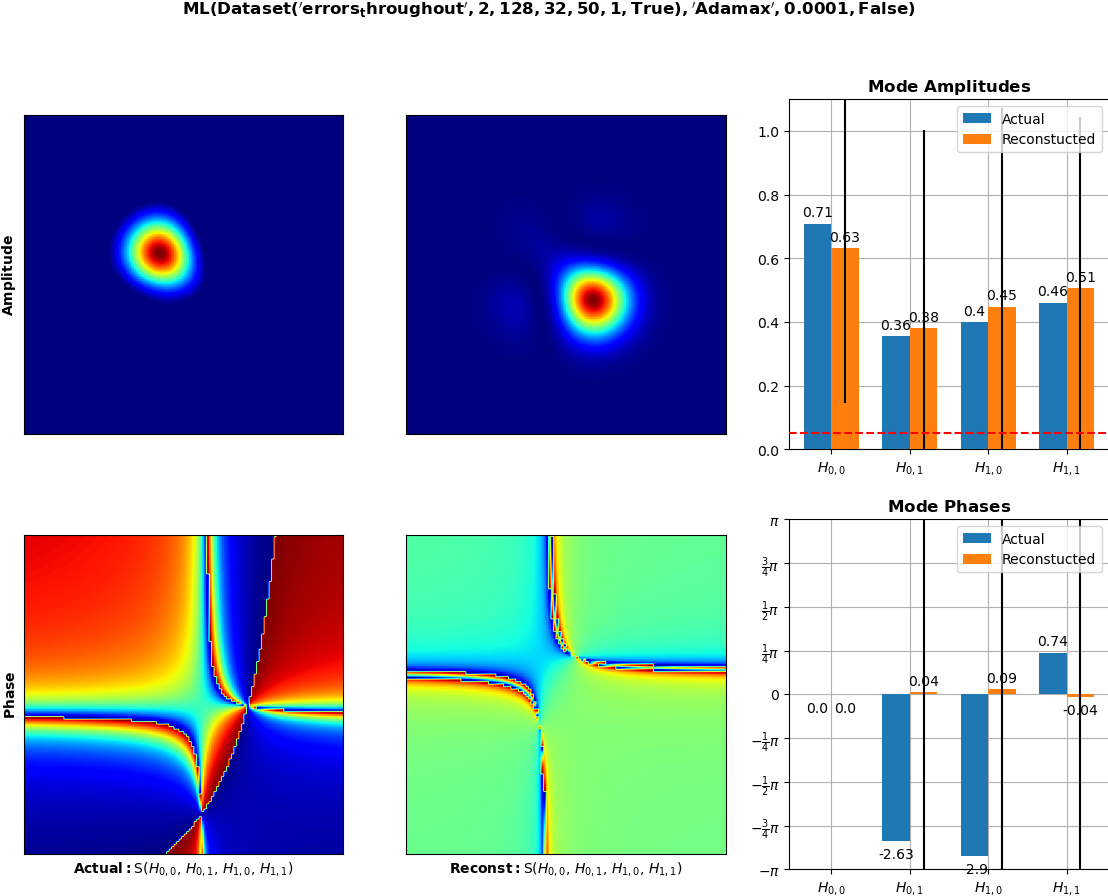 ML(Dataset('errors_throughout', 2, 128, 32, 50, 1, True), 'Adamax', 0.0001, False)
Amplitude
Mode Amplitudes
Actual
Reconstucted
1.0
0.8
0.6
0.4
0.2
0.0
0.71
0.63
0.36
0.38
0.4
0.45
0.46
0.51
H0,0
H0,1
H1,0
H1,1
Phase
Actual: S(H0,0, H0,1, H1,0, H1,1)
Reconst: S(H0,0, H0,1, H1,0, H1,1)
Mode Phases
Actual
Reconstucted
π
3/4π
1/2π
1/4π
0
−1/4π
−1/2π
−3/4π
−π
0.0
0.0
-2.63
0.04
-2.9
0.09
0.74
-0.04
H0,0
H0,1
H1,0
H1,1